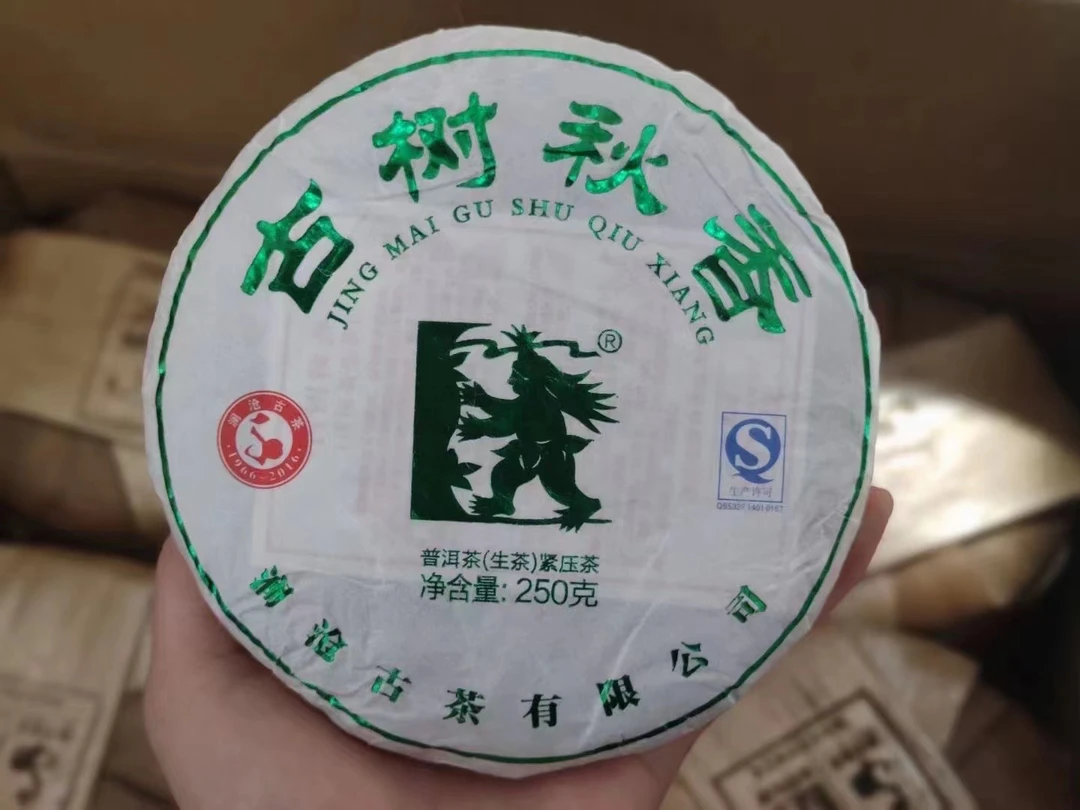 古树秋香
JING MAI GU SHU QIU XIANG
®
澜沧古茶
·1966~2016·
S
生产许可
普洱茶(生茶)紧压茶
净含量: 250克
澜沧古茶有限公司